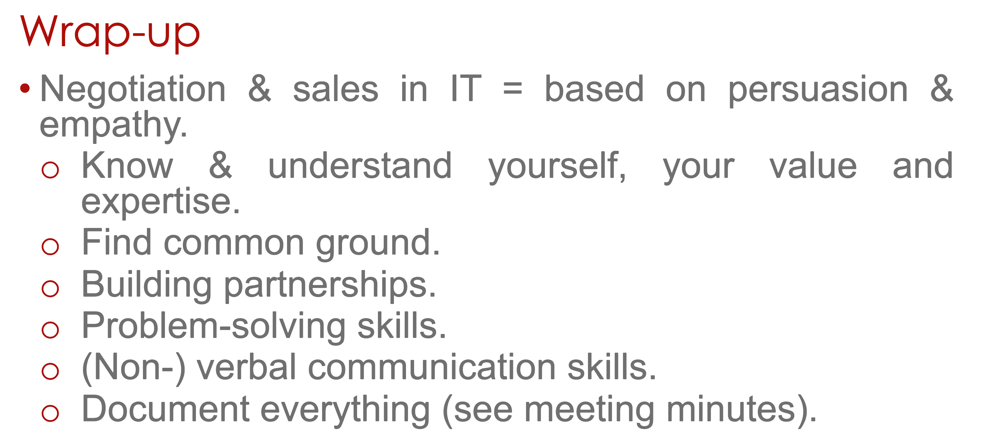 Wrap-up
• Negotiation & sales in IT = based on persuasion &
empathy.
o Know & understand yourself, your value and
expertise.
o Find common ground.
o Building partnerships.
o Problem-solving skills.
o (Non-) verbal communication skills.
o Document everything (see meeting minutes).